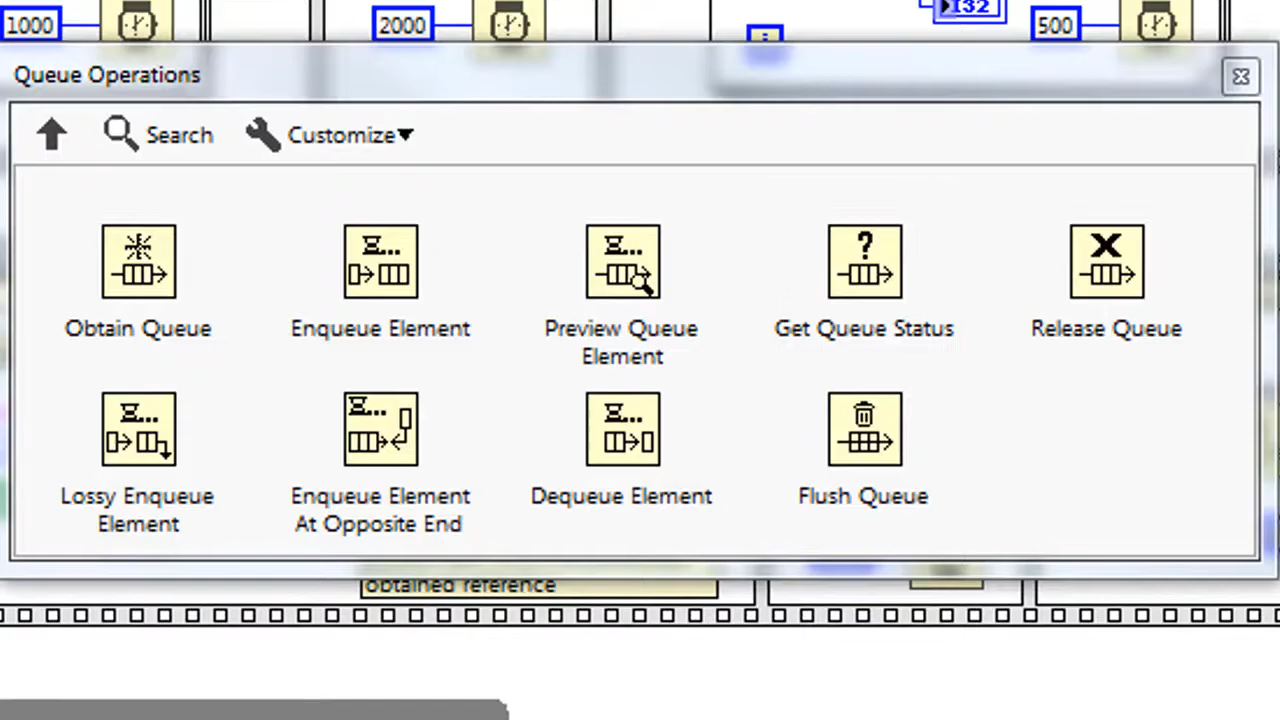 1000
2000
I32
500
i
Queue Operations
Search
Customize
Obtain Queue
Enqueue Element
Preview Queue
Element
Get Queue Status
Release Queue
Lossy Enqueue
Element
Enqueue Element
At Opposite End
Dequeue Element
Flush Queue
obtained reference